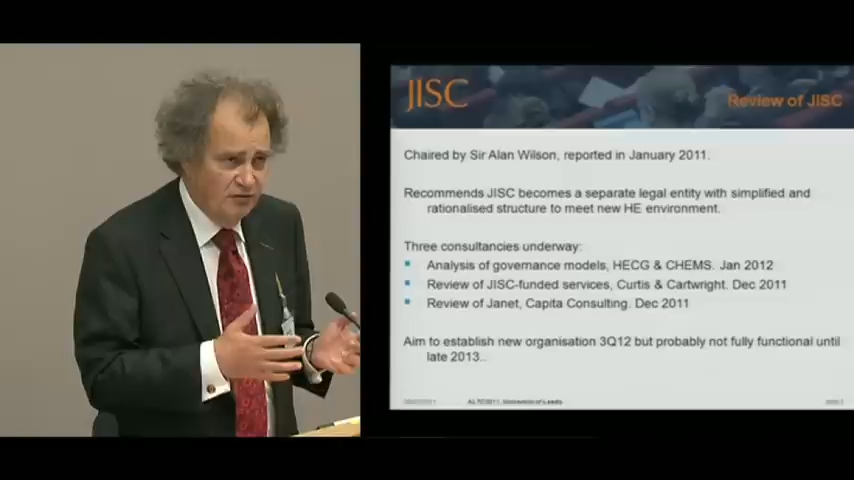 JISC
Review of JISC
Chaired by Sir Alan Wilson, reported in January 2011.
Recommends JISC becomes a separate legal entity with simplified and
rationalised structure to meet new HE environment.
Three consultancies underway:
Analysis of governance models, HECG & CHEMS. Jan 2012
Review of JISC-funded services, Curtis & Cartwright. Dec 2011
Review of Janet, Capita Consulting. Dec 2011
Aim to establish new organisation 3Q12 but probably not fully functional until
late 2013..